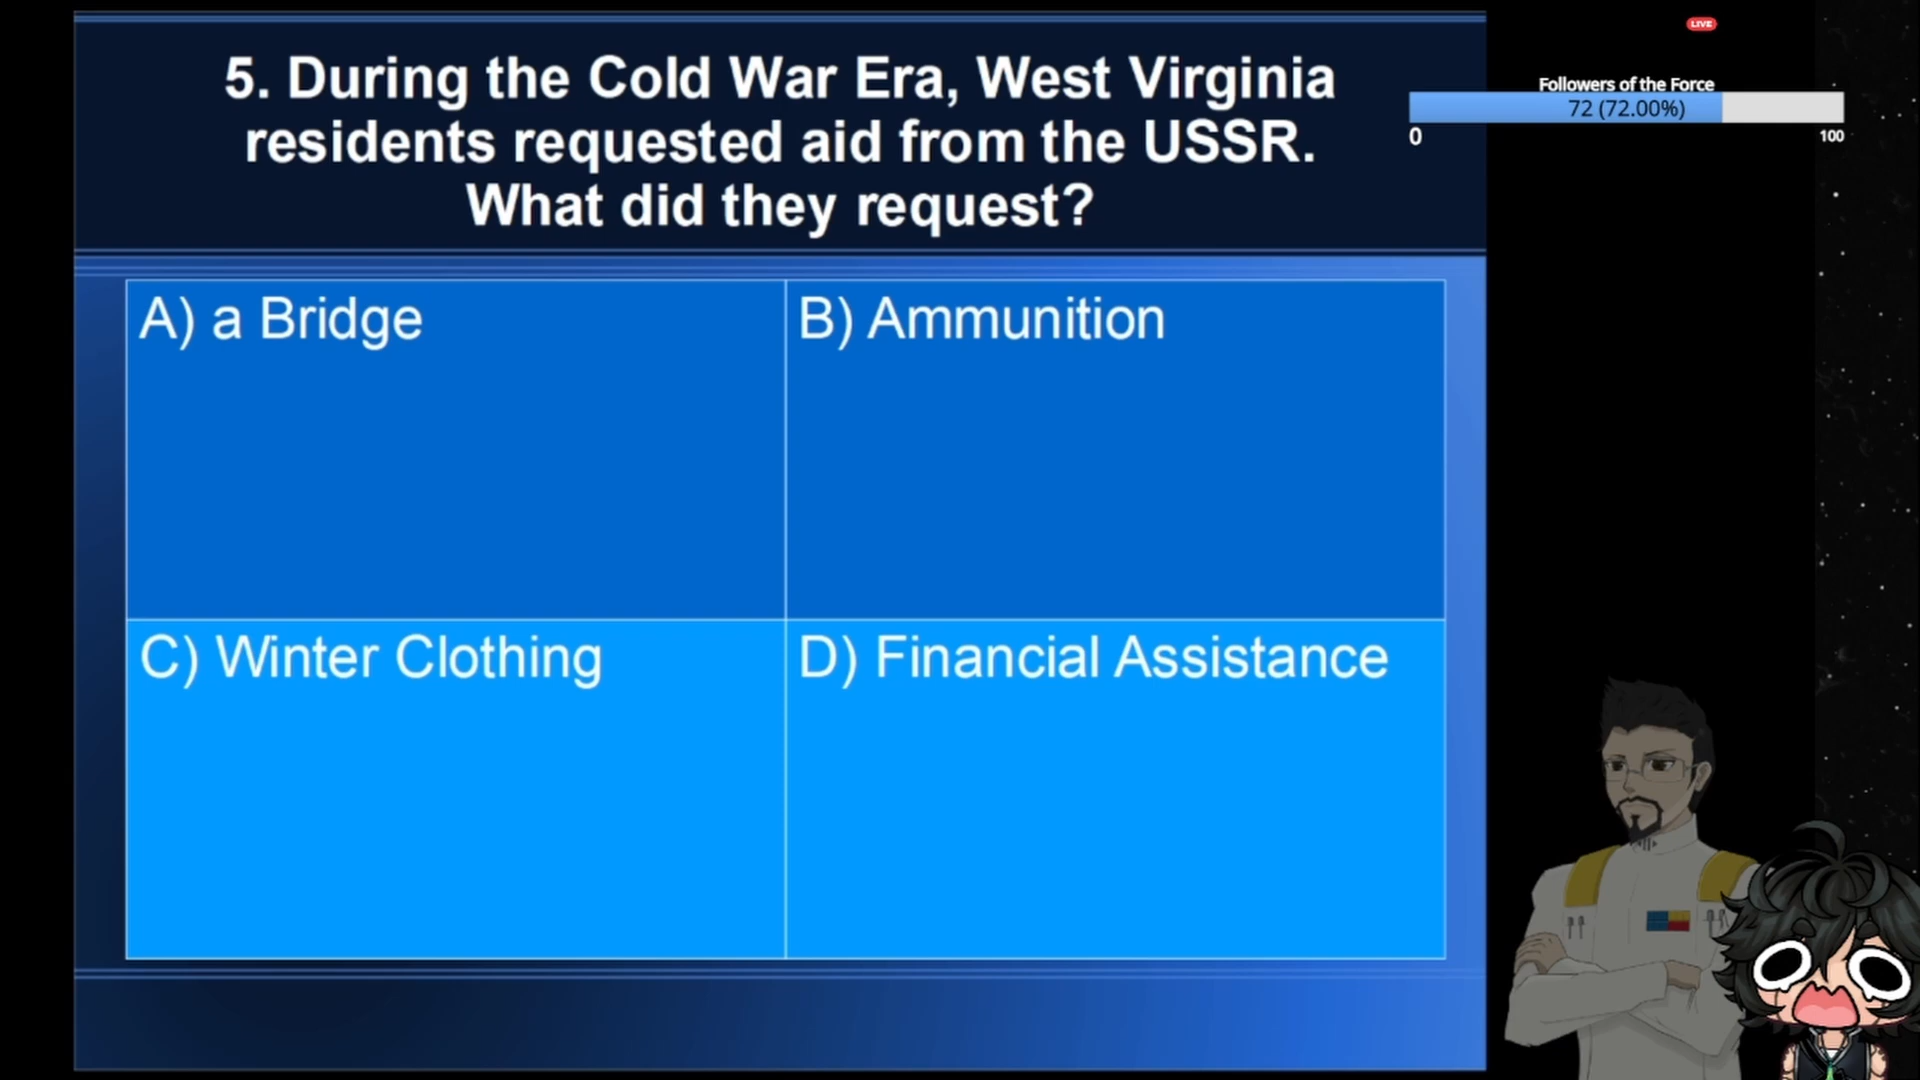 5. During the Cold War Era, West Virginia
residents requested aid from the USSR.
What did they request?
A) a Bridge
B) Ammunition
C) Winter Clothing
D) Financial Assistance
LIVE
Followers of the Force
72 (72.00%)
0
100